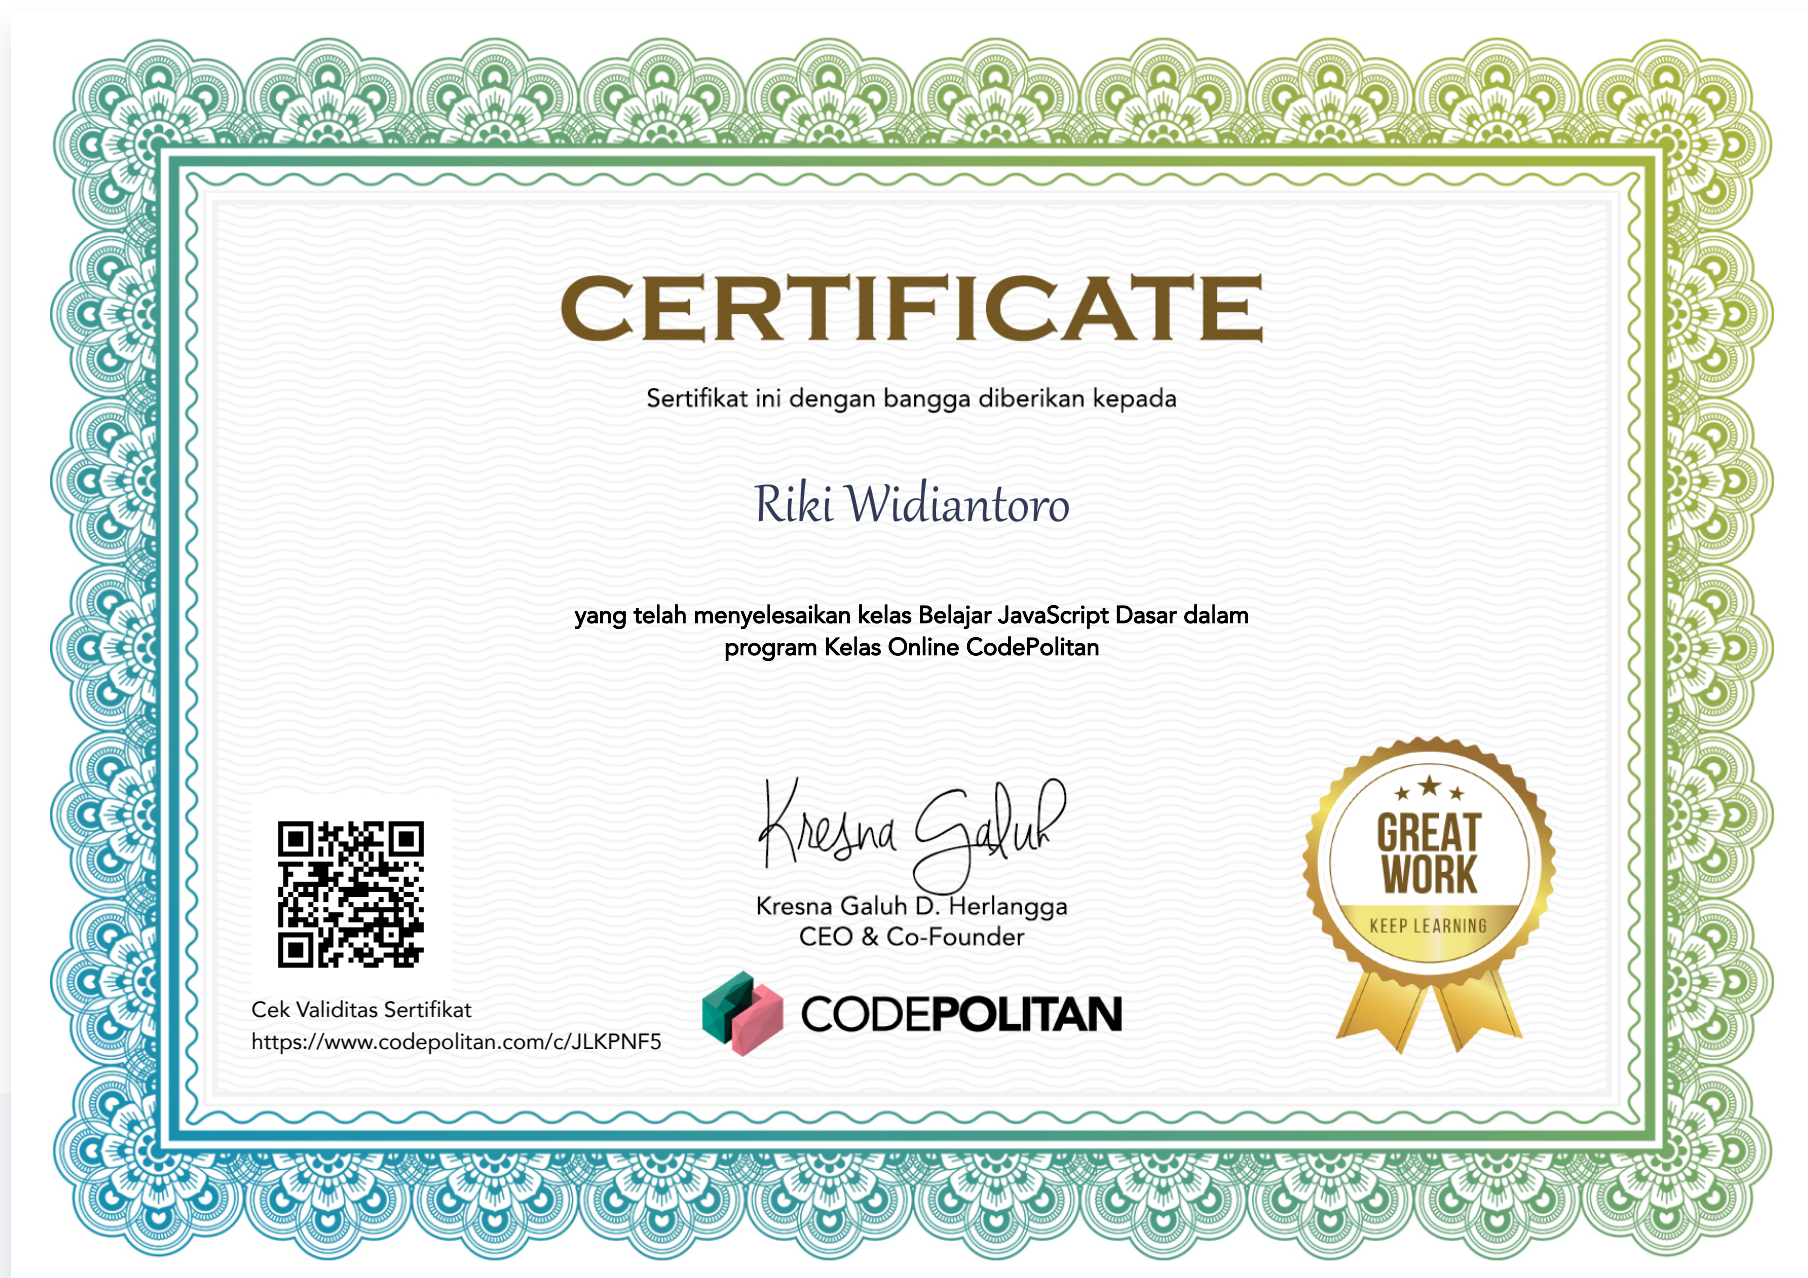 CERTIFICATE
Sertifikat ini dengan bangga diberikan kepada
Riki Widiantoro
yang telah menyelesaikan kelas Belajar JavaScript Dasar dalam
program Kelas Online CodePolitan
Kresna Galuh
Kresna Galuh D. Herlangga
CEO & Co-Founder
CODEPOLITAN
Cek Validitas Sertifikat
https://www.codepolitan.com/c/JLKPNF5
GREAT
WORK
KEEP LEARNING